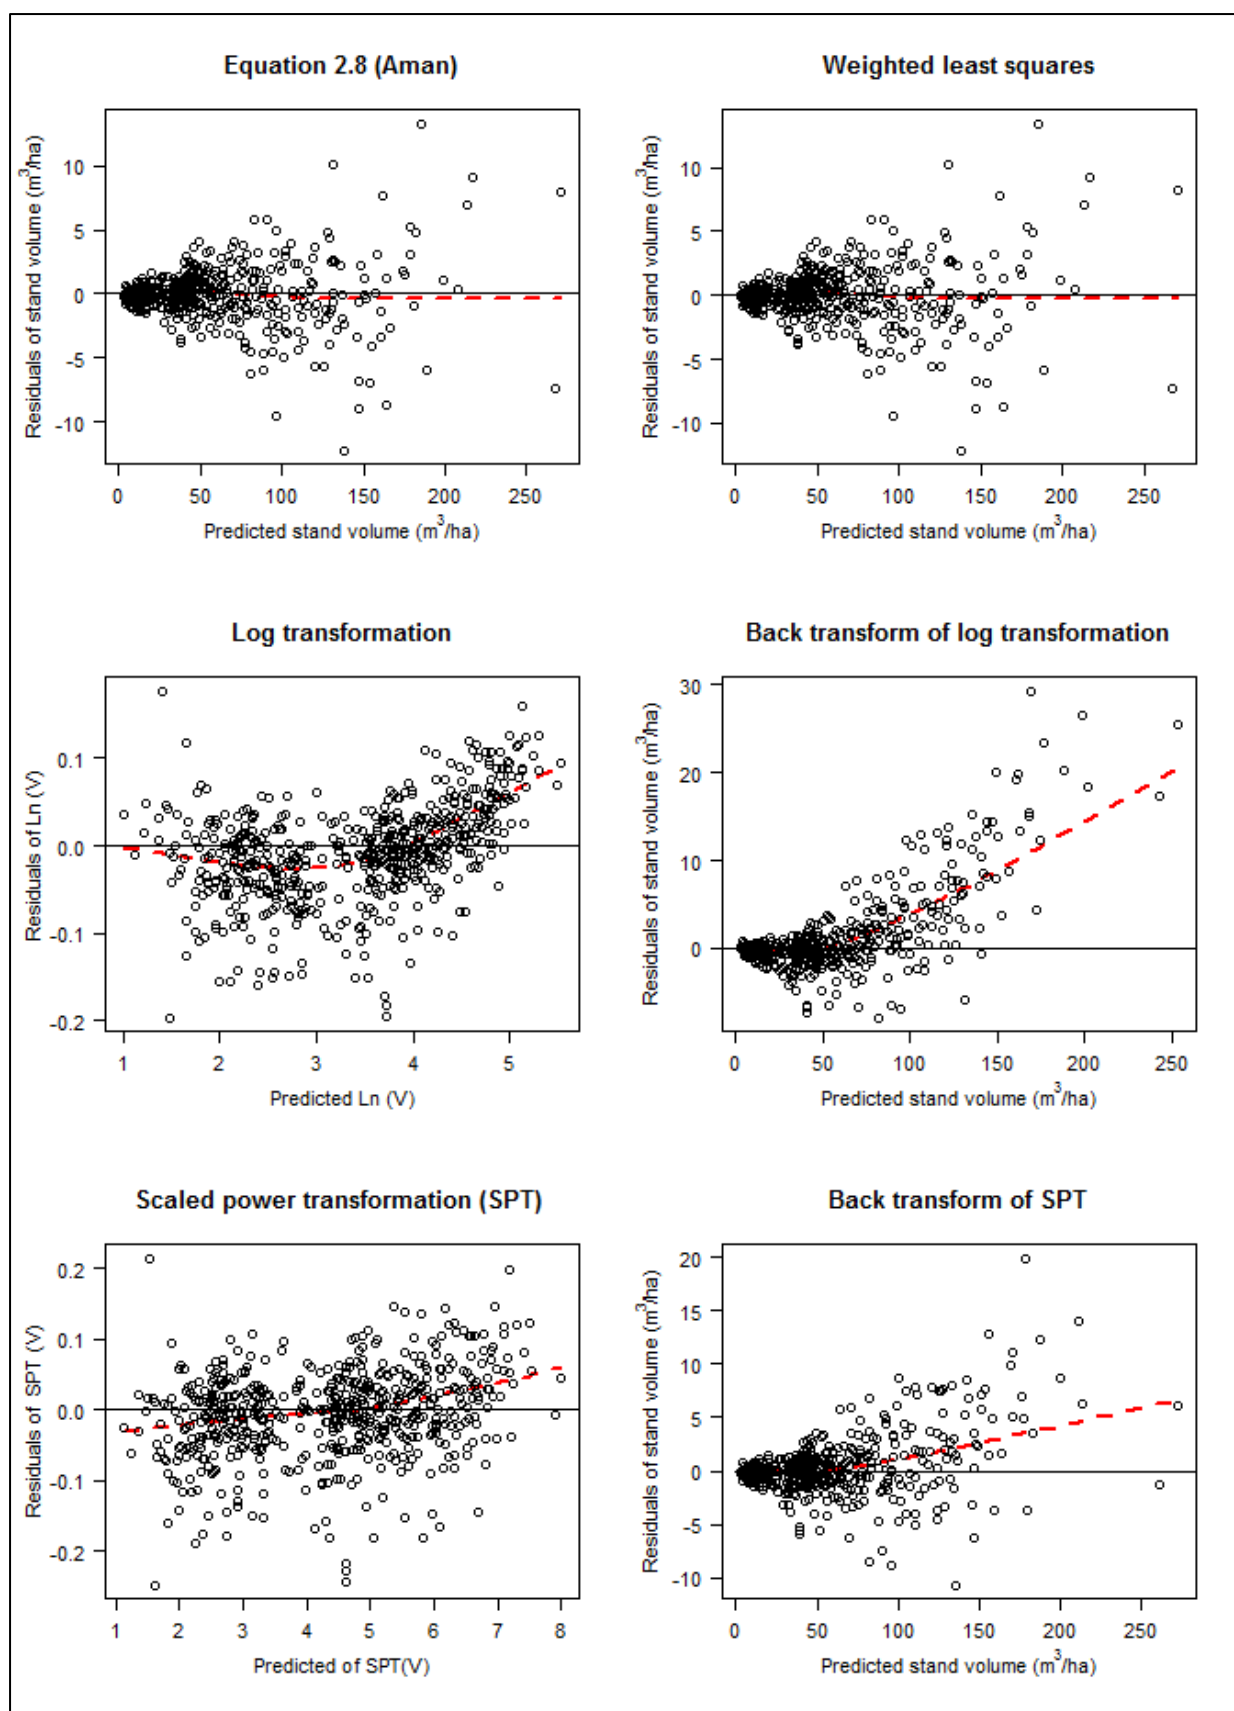 Equation 2.8 (Aman)
Residuals of stand volume (m³/ha)
10
5
0
-5
-10
0 50 100 150 200 250
Predicted stand volume (m³/ha)
Weighted least squares
Residuals of stand volume (m³/ha)
10
5
0
-5
-10
0 50 100 150 200 250
Predicted stand volume (m³/ha)
Log transformation
Residuals of Ln (V)
0.1
0.0
-0.1
-0.2
1 2 3 4 5
Predicted Ln (V)
Back transform of log transformation
Residuals of stand volume (m³/ha)
30
20
10
0
0 50 100 150 200 250
Predicted stand volume (m³/ha)
Scaled power transformation (SPT)
Residuals of SPT (V)
0.2
0.1
0.0
-0.1
-0.2
1 2 3 4 5 6 7 8
Predicted of SPT(V)
Back transform of SPT
Residuals of stand volume (m³/ha)
20
15
10
5
0
-5
-10
0 50 100 150 200 250
Predicted stand volume (m³/ha)